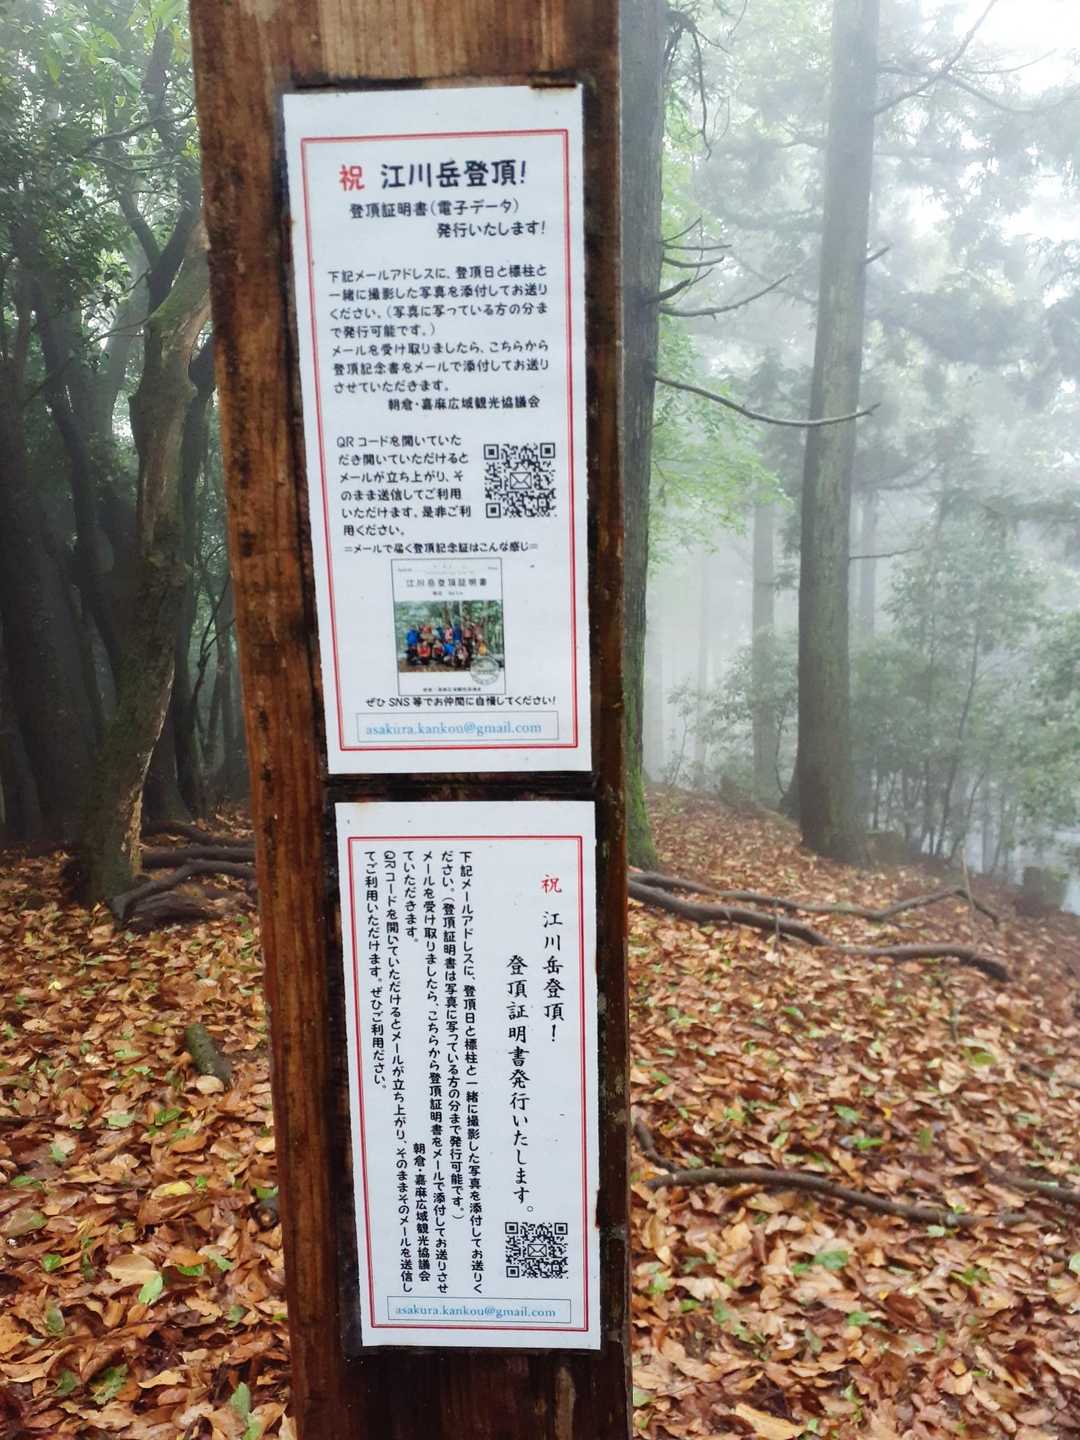 祝 江川岳登頂!
登頂証明書(電子データ)
発行いたします!
下記メールアドレスに、登頂日と標柱と
一緒に撮影した写真を添付してお送り
ください。(写真に写っている方の分ま
で発行可能です。)
メールを受け取りましたら、こちらから
登頂記念書をメールで添付してお送り
させていただきます。
朝倉・嘉麻広域観光協議会
QRコードを開いていた
だき開いていただけると
メールが立ち上がり、そ
のまま送信してご利用
いただけます。是非ご利
用ください。
=メールで届く登頂記念証はこんな感じ=
江川岳登頂証明書
ぜひSNS等でお仲間に自慢してください!
asakura.kankou@gmail.com
祝 江川岳登頂!
登頂証明書発行いたします。
下記メールアドレスに、登頂日と標柱と一緒に撮影した写真を添付してお送りく
ださい。(登頂証明書は写真に写っている方の分まで発行可能です。)
メールを受け取りましたら、こちらから登頂証明書をメールで添付してお送りさせ
ていただきます。
朝倉・嘉麻広域観光協議会
QRコードを開いていただけるとメールが立ち上がり、そのままそのメールを送信し
てご利用いただけます。ぜひご利用ださい。
asakura.kankou@gmail.com